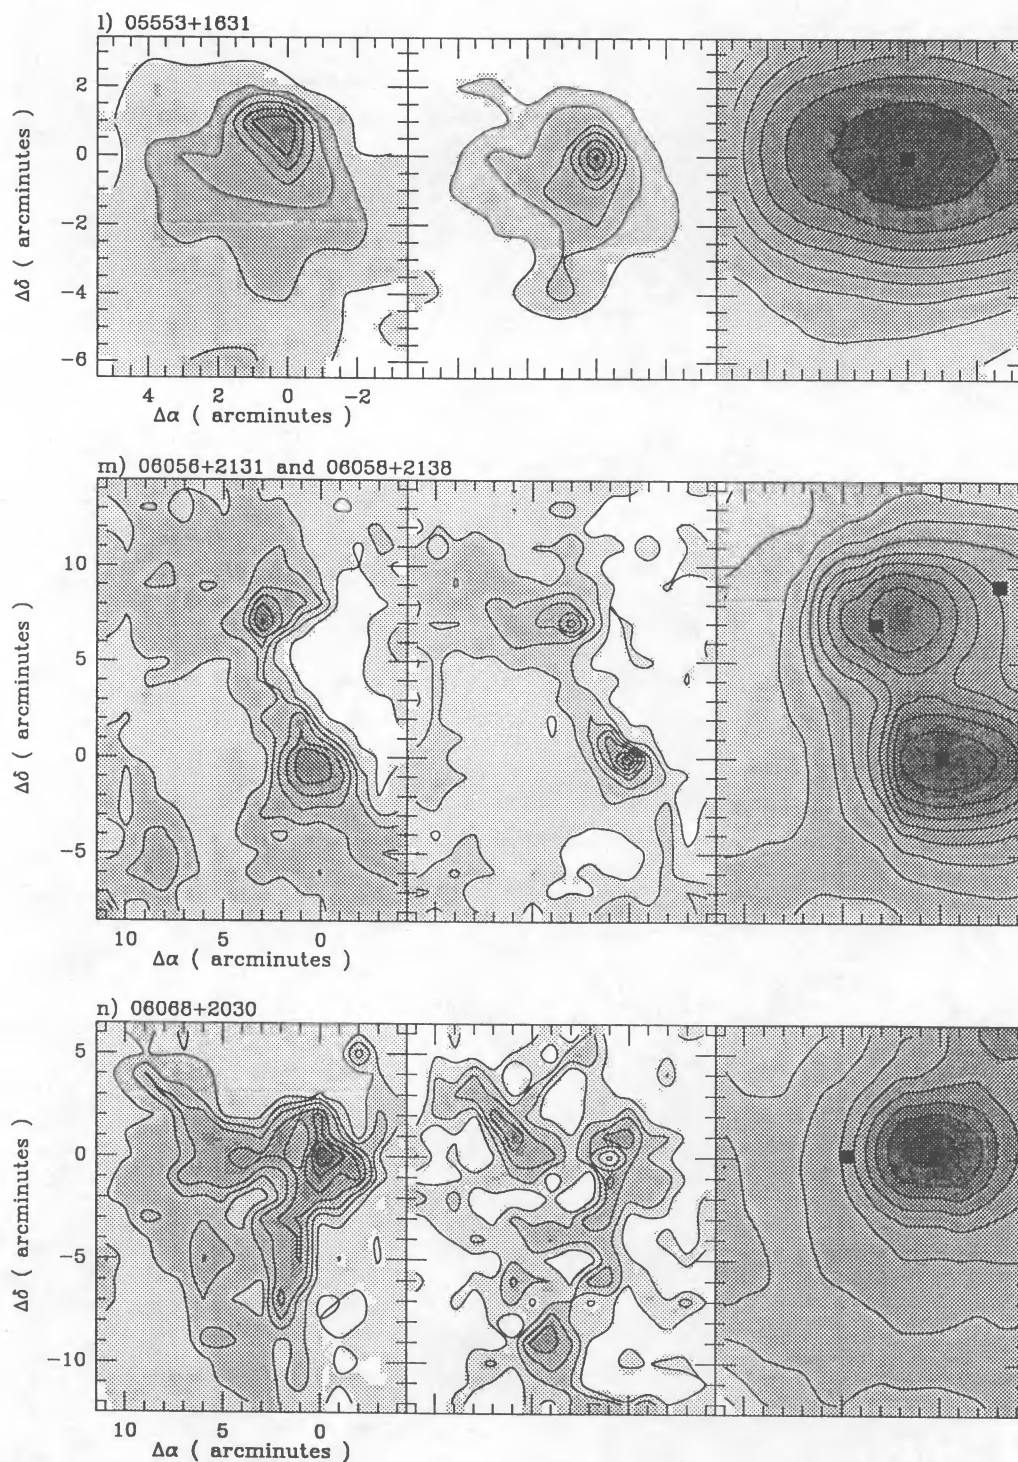 l) 05553+1631
2
0
−2
−4
−6
Δδ ( arcminutes )
4 2 0 −2
Δα ( arcminutes )
m) 06056+2131 and 06058+2138
10
5
0
−5
Δδ ( arcminutes )
10 5 0
Δα ( arcminutes )
n) 06068+2030
5
0
−5
−10
Δδ ( arcminutes )
10 5 0
Δα ( arcminutes )